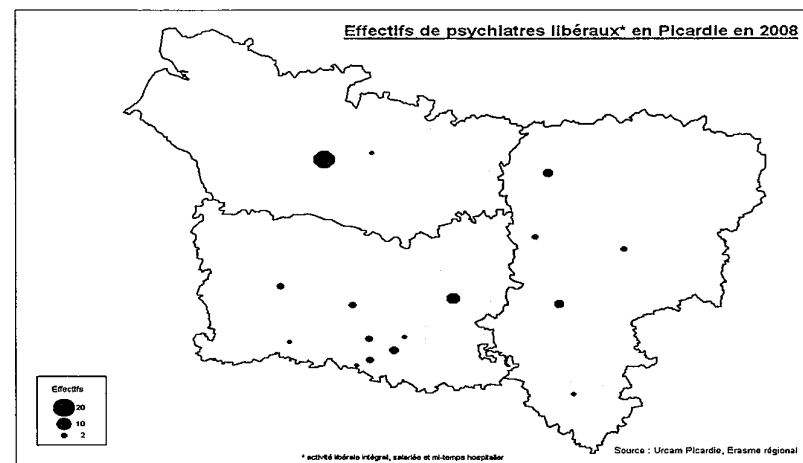 Effectifs de psychiatres libéraux* en Picardie en 2008
Effectifs
20
10
2
* activité libérale intégral, salariée et mi-temps hospitalier
Source : Urcam Picardie, Erasme régional